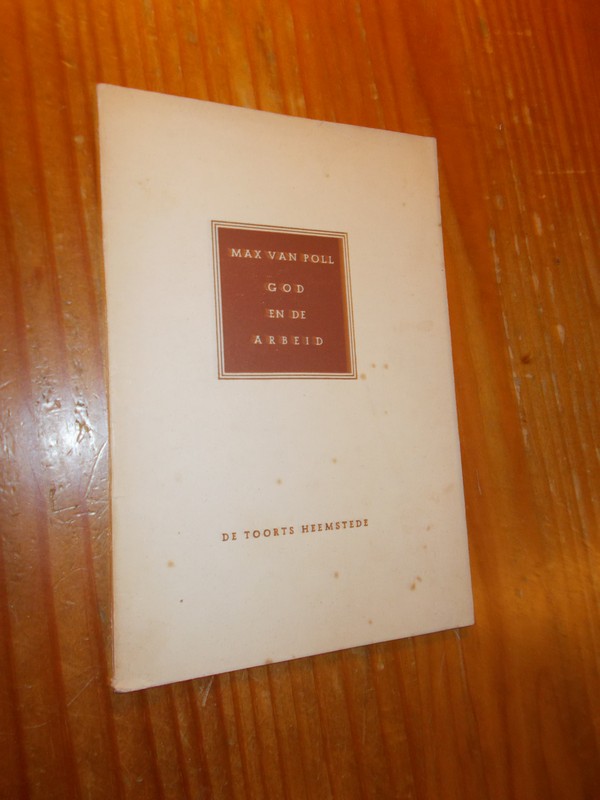 MAX VAN POLL
GOD
EN DE
ARBEID
DE TOORTS HEEMSTEDE